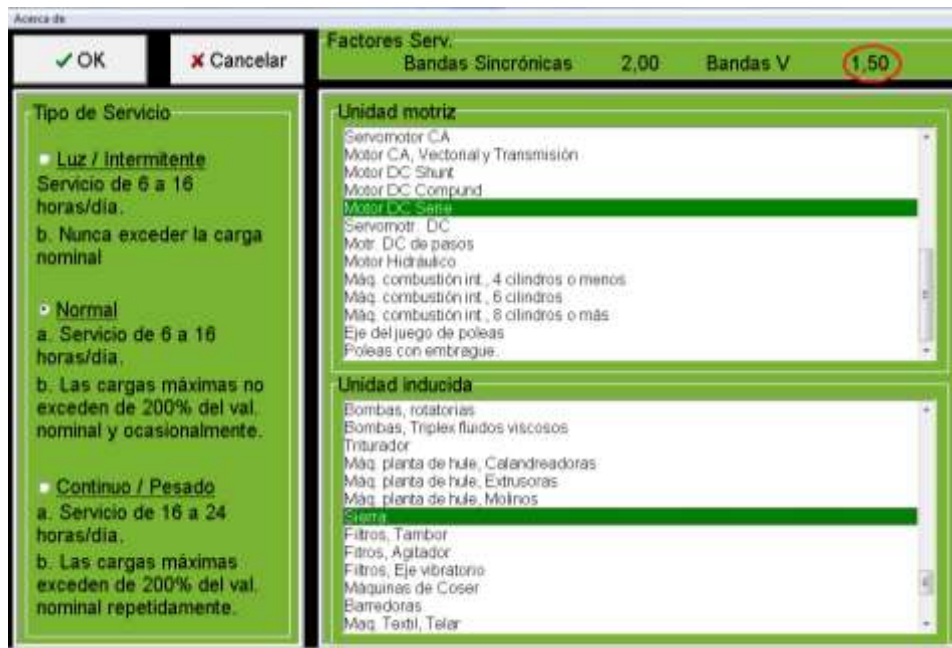 Acerca de
OK
Cancelar
Factores Serv.
Bandas Sincrónicas 2,00 Bandas V 1,50
Tipo de Servicio
Luz / Intermitente
Servicio de 6 a 16
horas/día.
b. Nunca exceder la carga
nominal
Normal
a. Servicio de 6 a 16
horas/día.
b. Las cargas máximas no
exceden de 200% del val.
nominal y ocasionalmente.
Continuo / Pesado
a. Servicio de 16 a 24
horas/día.
b. Las cargas máximas
exceden de 200% del val.
nominal repetidamente.
Unidad motriz
Servomotor CA
Motor CA, Vectorial y Transmisión
Motor DC Shunt
Motor DC Compund
Motor DC Serie
Servomotr. DC
Motr. DC de pasos
Motor Hidráulico
Máq. combustión int., 4 cilindros o menos
Máq. combustión int., 6 cilindros
Máq. combustión int., 8 cilindros o más
Eje del juego de poleas
Poleas con embrague.
Unidad inducida
Bombas, rotatorias
Bombas, Triplex fluidos viscosos
Triturador
Máq. planta de hule, Calandreadoras
Máq. planta de hule, Extrusoras
Máq. planta de hule, Molinos
Sierra
Filtros, Tambor
Filtros, Agitador
Filtros, Eje vibratorio
Máquinas de Coser
Barredoras
Maq. Textil, Telar